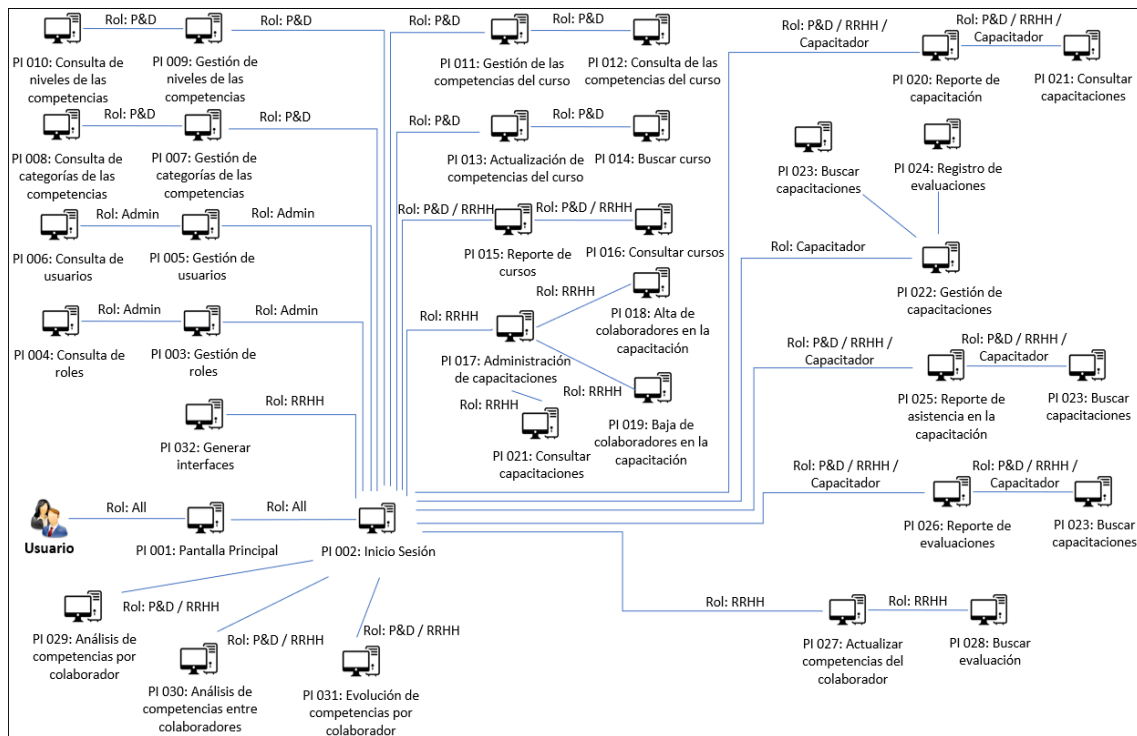 Rol: P&D
Rol: P&D
PI 010: Consulta de
niveles de las
competencias
PI 009: Gestión de
niveles de las
competencias
Rol: P&D
Rol: P&D
PI 008: Consulta de
categorías de las
competencias
PI 007: Gestión de
categorías de las
competencias
Rol: Admin
Rol: Admin
PI 006: Consulta de
usuarios
PI 005: Gestión de
usuarios
Rol: Admin
Rol: Admin
PI 004: Consulta de
roles
PI 003: Gestión de
roles
Rol: RRHH
PI 032: Generar
interfaces
Rol: All
Rol: All
Usuario
PI 001: Pantalla Principal
PI 002: Inicio Sesión
Rol: P&D / RRHH
PI 029: Análisis de
competencias por
colaborador
Rol: P&D / RRHH
PI 030: Análisis de
competencias entre
colaboradores
Rol: P&D / RRHH
PI 031: Evolución de
competencias por
colaborador
Rol: P&D
Rol: P&D
PI 011: Gestión de las
competencias del curso
PI 012: Consulta de las
competencias del curso
Rol: P&D
Rol: P&D
PI 013: Actualización de
competencias del curso
PI 014: Buscar curso
Rol: P&D / RRHH
Rol: P&D / RRHH
PI 015: Reporte de
cursos
PI 016: Consultar cursos
Rol: RRHH
Rol: RRHH
PI 018: Alta de
colaboradores en la
capacitación
PI 017: Administración
de capacitaciones
Rol: RRHH
Rol: RRHH
PI 019: Baja de
colaboradores en la
capacitación
PI 021: Consultar
capacitaciones
Rol: P&D / RRHH /
Capacitador
Rol: P&D / RRHH /
Capacitador
PI 020: Reporte de
capacitación
PI 021: Consultar
capacitaciones
PI 023: Buscar
capacitaciones
PI 024: Registro de
evaluaciones
Rol: Capacitador
PI 022: Gestión de
capacitaciones
Rol: P&D / RRHH /
Capacitador
Rol: P&D / RRHH /
Capacitador
PI 025: Reporte de
asistencia en la
capacitación
PI 023: Buscar
capacitaciones
Rol: P&D / RRHH /
Capacitador
Rol: P&D / RRHH /
Capacitador
PI 026: Reporte de
evaluaciones
PI 023: Buscar
capacitaciones
Rol: RRHH
Rol: RRHH
PI 027: Actualizar
competencias del
colaborador
PI 028: Buscar
evaluación